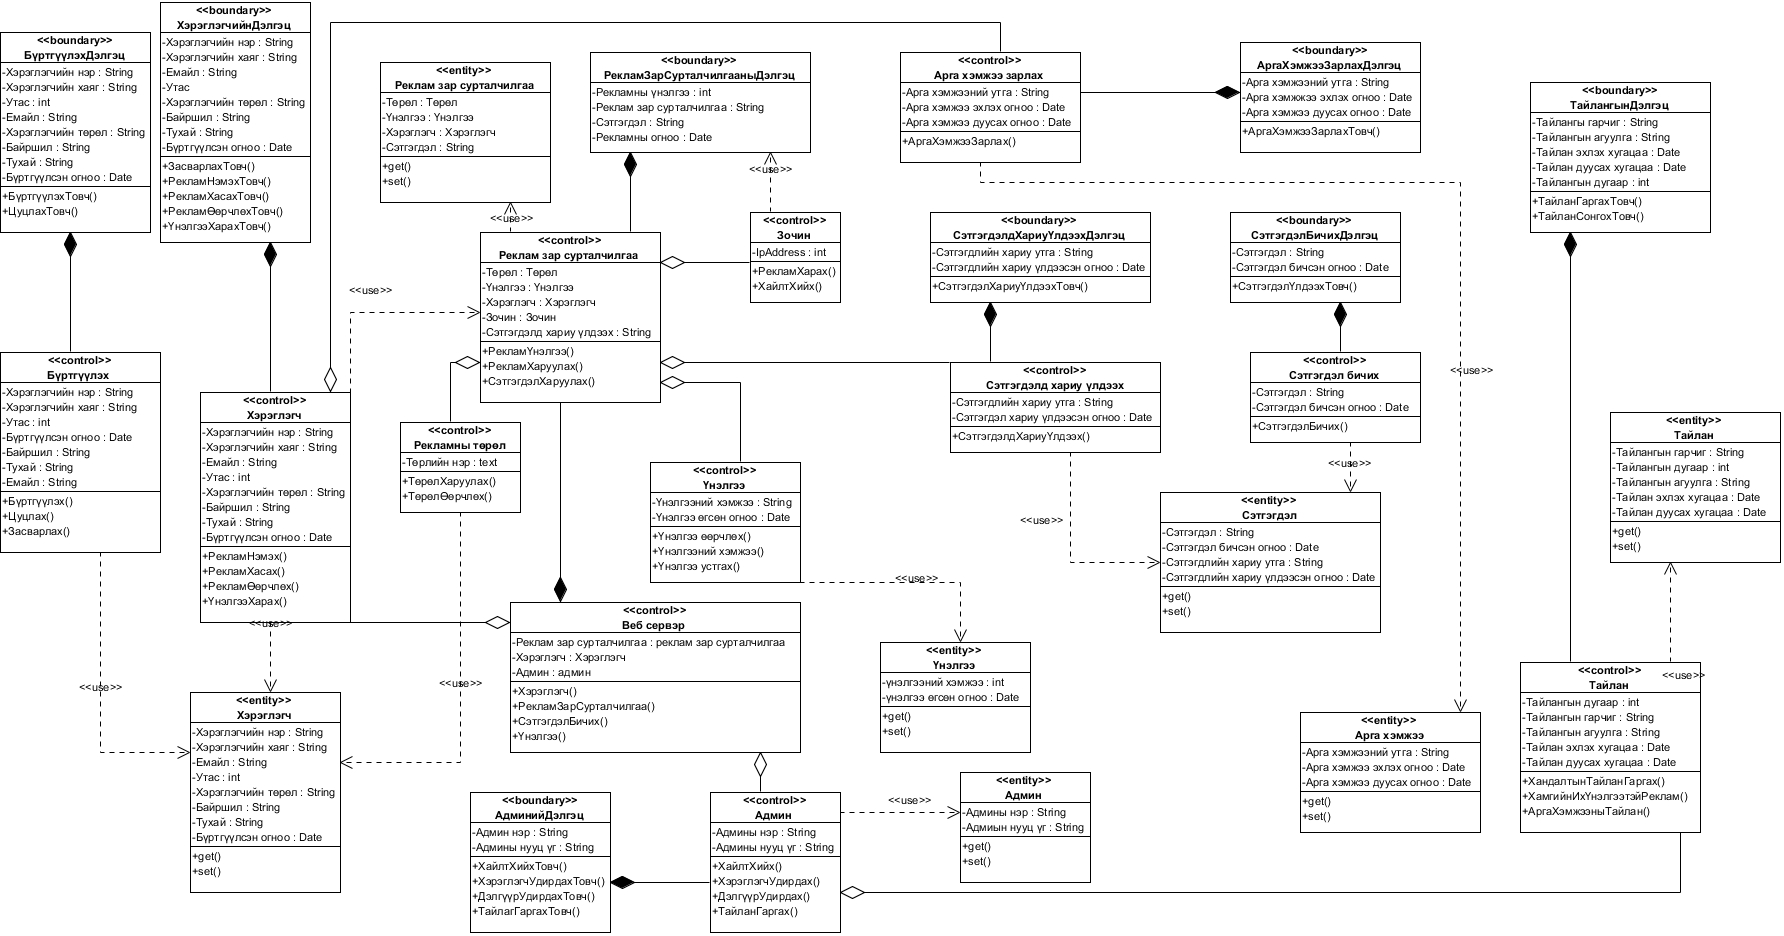 <<boundary>>
БүртгүүлэхДэлгэц
-Хэрэглэгчийн нэр : String
-Хэрэглэгчийн хаяг : String
-Утас : int
-Емайл : String
-Хэрэглэгчийн төрөл : String
-Байршил : String
-Тухай : String
-Бүртгүүлсэн огноо : Date
+БүртгүүлэхТовч()
+ЦуцлахТовч()
<<boundary>>
ХэрэглэгчийнДэлгэц
-Хэрэглэгчийн нэр : String
-Хэрэглэгчийн хаяг : String
-Емайл : String
-Утас
-Хэрэглэгчийн төрөл : String
-Байршил : String
-Тухай : String
-Бүртгүүлсэн огноо : Date
+ЗасварлахТовч()
+РекламНэмэхТовч()
+РекламХасахТовч()
+РекламӨөрчлөхТовч()
+ҮнэлгээХарахТовч()
<<entity>>
Реклам зар сурталчилгаа
-Төрөл : Төрөл
-Үнэлгээ : Үнэлгээ
-Хэрэглэгч : Хэрэглэгч
-Сэтгэгдэл : String
+get()
+set()
<<boundary>>
РекламЗарСурталчилгааныДэлгэц
-Рекламны үнэлгээ : int
-Реклам зар сурталчилгаа : String
-Сэтгэгдэл : String
-Рекламны огноо : Date
<<control>>
Арга хэмжээ зарлах
-Арга хэмжээний утга : String
-Арга хэмжээ эхлэх огноо : Date
-Арга хэмжээ дуусах огноо : Date
+АргаХэмжээЗарлах()
<<boundary>>
АргаХэмжээЗарлахДэлгэц
-Арга хэмжээний утга : String
-Арга хэмжжээ эхлэх огноо : Date
-Арга хэмжээ дуусах огноо : Date
+АргаХэмжээЗарлахТовч()
<<boundary>>
ТайлангынДэлгэц
-Тайлангы гарчиг : String
-Тайлангын агуулга : String
-Тайлан эхлэх хугацаа : Date
-Тайлан дуусах хугацаа : Date
-Тайлангын дугаар : int
+ТайланГаргахТовч()
+ТайланСонгохТовч()
<<use>>
<<use>>
<<control>>
Зочин
-IpAddress : int
+РекламХарах()
+ХайлтХийх()
<<control>>
Реклам зар сурталчилгаа
-Төрөл : Төрөл
-Үнэлгээ : Үнэлгээ
-Хэрэглэгч : Хэрэглэгч
-Зочин : Зочин
-Сэтгэгдэлд хариу үлдээх : String
+РекламҮнэлгээ()
+РекламХаруулах()
+СэтгэгдэлХаруулах()
<<boundary>>
СэтгэгдэлдХариуҮлдээхДэлгэц
-Сэтгэгдлийн хариу утга : String
-Сэтгэгдлийн хариу үлдээсэн огноо : Date
+СэтгэгдэлХариуҮлдээхТовч()
<<boundary>>
СэтгэгдэлБичихДэлгэц
-Сэтгэгдэл : String
-Сэтгэгдэл бичсэн огноо : Date
+СэтгэгдэлҮлдээхТовч()
<<use>>
<<control>>
Бүртгүүлэх
-Хэрэглэгчийн нэр : String
-Хэрэглэгчийн хаяг : String
-Утас : int
-Бүртгүүлсэн огноо : Date
-Байршил : String
-Тухай : String
-Емайл : String
+Бүртгүүлэх()
+Цуцлах()
+Засварлах()
<<control>>
Хэрэглэгч
-Хэрэглэгчийн нэр : String
-Хэрэглэгчийн хаяг : String
-Емайл : String
-Утас : int
-Хэрэглэгчийн төрөл : String
-Байршил : String
-Тухай : String
-Бүртгүүлсэн огноо : Date
+РекламНэмэх()
+РекламХасах()
+РекламӨөрчлөх()
+ҮнэлгээХарах()
<<control>>
Рекламны төрөл
-Төрлийн нэр : text
+ТөрөлХаруулах()
+ТөрөлӨөрчлөх()
<<control>>
Үнэлгээ
-Үнэлгээний хэмжээ : String
-Үнэлгээ өгсөн огноо : Date
+Үнэлгээ өөрчлөх()
+Үнэлгээний хэмжээ()
+Үнэлгээ устгах()
<<control>>
Сэтгэгдэлд хариу үлдээх
-Сэтгэгдлийн хариу утга : String
-Сэтгэгдэл хариу үлдээсэн огноо : Date
+СэтгэгдэлдХариуҮлдээх()
<<control>>
Сэтгэгдэл бичих
-Сэтгэгдэл : String
-Сэтгэгдэл бичсэн огноо : Date
+СэтгэгдэлБичих()
<<use>>
<<use>>
<<use>>
<<entity>>
Сэтгэгдэл
-Сэтгэгдэл : String
-Сэтгэгдэл бичсэн огноо : Date
-Сэтгэгдлийн хариу утга : String
-Сэтгэгдлийн хариу үлдээсэн огноо : Date
+get()
+set()
<<entity>>
Тайлан
-Тайлангын гарчиг : String
-Тайлангын дугаар : int
-Тайлангын агуулга : String
-Тайлан эхлэх хугацаа : Date
-Тайлан дуусах хугацаа : Date
+get()
+set()
<<use>>
<<use>>
<<use>>
<<use>>
<<use>>
<<control>>
Веб сервэр
-Реклам зар сурталчилгаа : реклам зар сурталчилгаа
-Хэрэглэгч : Хэрэглэгч
-Админ : админ
+Хэрэглэгч()
+РекламЗарСурталчилгаа()
+СэтгэгдэлБичих()
+Үнэлгээ()
<<entity>>
Үнэлгээ
-үнэлгээний хэмжээ : int
-үнэлгээ өгсөн огноо : Date
+get()
+set()
<<entity>>
Хэрэглэгч
-Хэрэглэгчийн нэр : String
-Хэрэглэгчийн хаяг : String
-Емайл : String
-Утас : int
-Хэрэглэгчийн төрөл : String
-Байршил : String
-Тухай : String
-Бүртгүүлсэн огноо : Date
+get()
+set()
<<entity>>
Арга хэмжээ
-Арга хэмжээний утга : String
-Арга хэмжээ эхлэх огноо : Date
-Арга хэмжээ дуусах огноо : Date
+get()
+set()
<<control>>
Тайлан
-Тайлангын дугаар : int
-Тайлангын гарчиг : String
-Тайлангын агуулга : String
-Тайлан эхлэх хугацаа : Date
-Тайлан дуусах хугацаа : Date
+ХандалтынТайланГаргах()
+ХамгийнИхҮнэлгээтэйРеклам()
+АргаХэмжээныТайлан()
<<boundary>>
АдминийДэлгэц
-Админ нэр : String
-Админы нууц үг : String
+ХайлтХийхТовч()
+ХэрэглэгчУдирдахТовч()
+ДэлгүүрУдирдахТовч()
+ТайлагГаргахТовч()
<<control>>
Админ
-Админы нэр : String
-Админы нууц үг : String
+ХайлтХийх()
+ХэрэглэгчУдирдах()
+ДэлгүүрУдирдах()
+ТайланГаргах()
<<use>>
<<entity>>
Админ
-Админы нэр : String
-Адмиын нууц үг : String
+get()
+set()